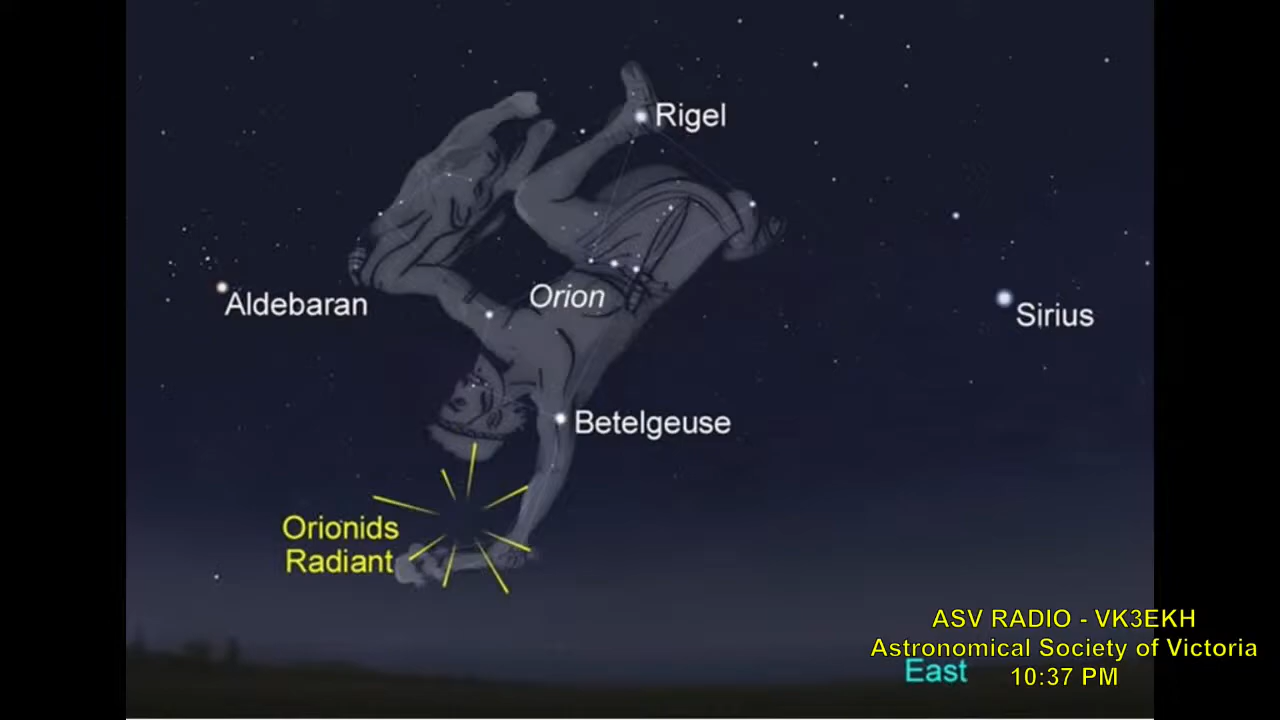 Rigel
Orion
Aldebaran
Sirius
Betelgeuse
Orionids
Radiant
ASV RADIO - VK3EKH
Astronomical Society of Victoria
East
10:37 PM